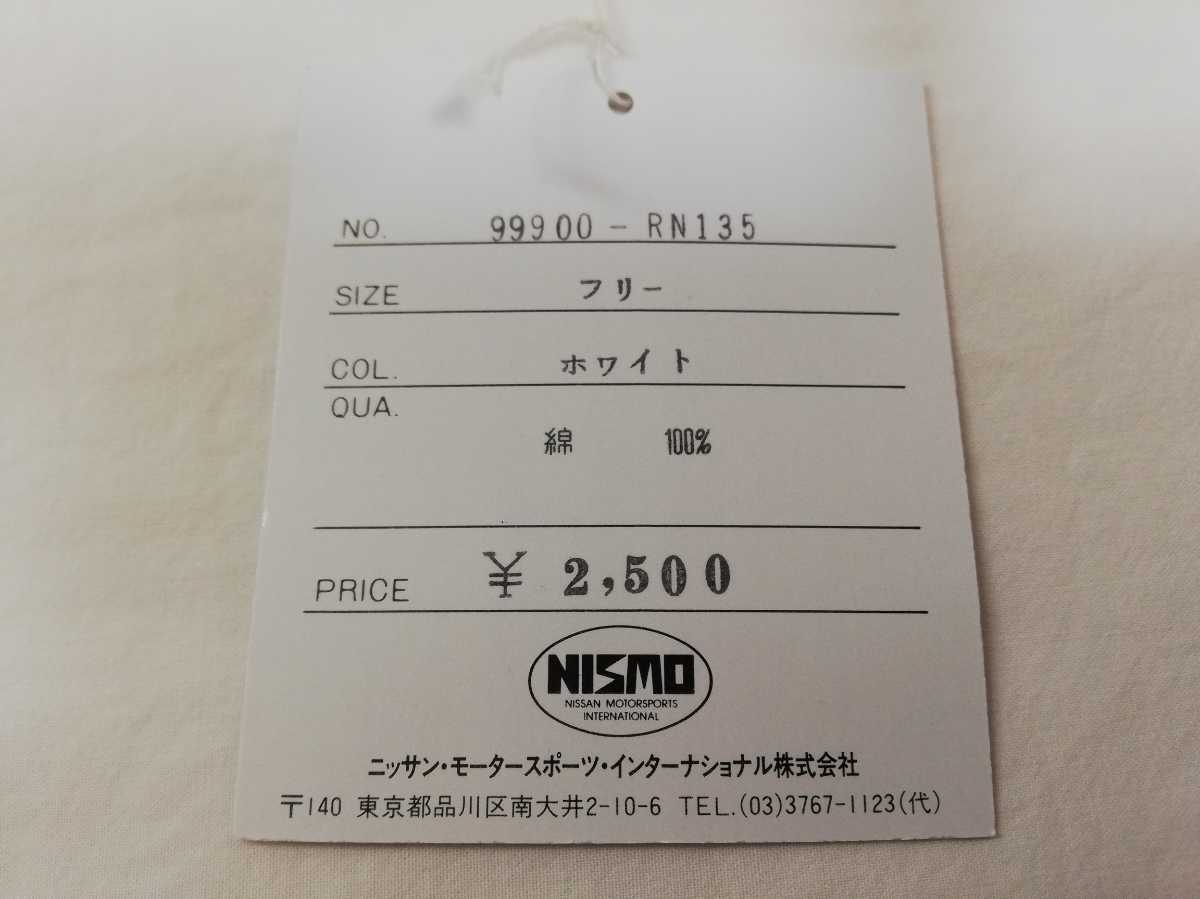 NO. 99900-RN135
SIZE フリー
COL. ホワイト
QUA.
綿 100%
PRICE ¥ 2,500
NISMO
NISSAN MOTORSPORTS
INTERNATIONAL
ニッサン・モータースポーツ・インターナショナル株式会社
〒140 東京都品川区南大井2-10-6 TEL.(03)3767-1123(代)